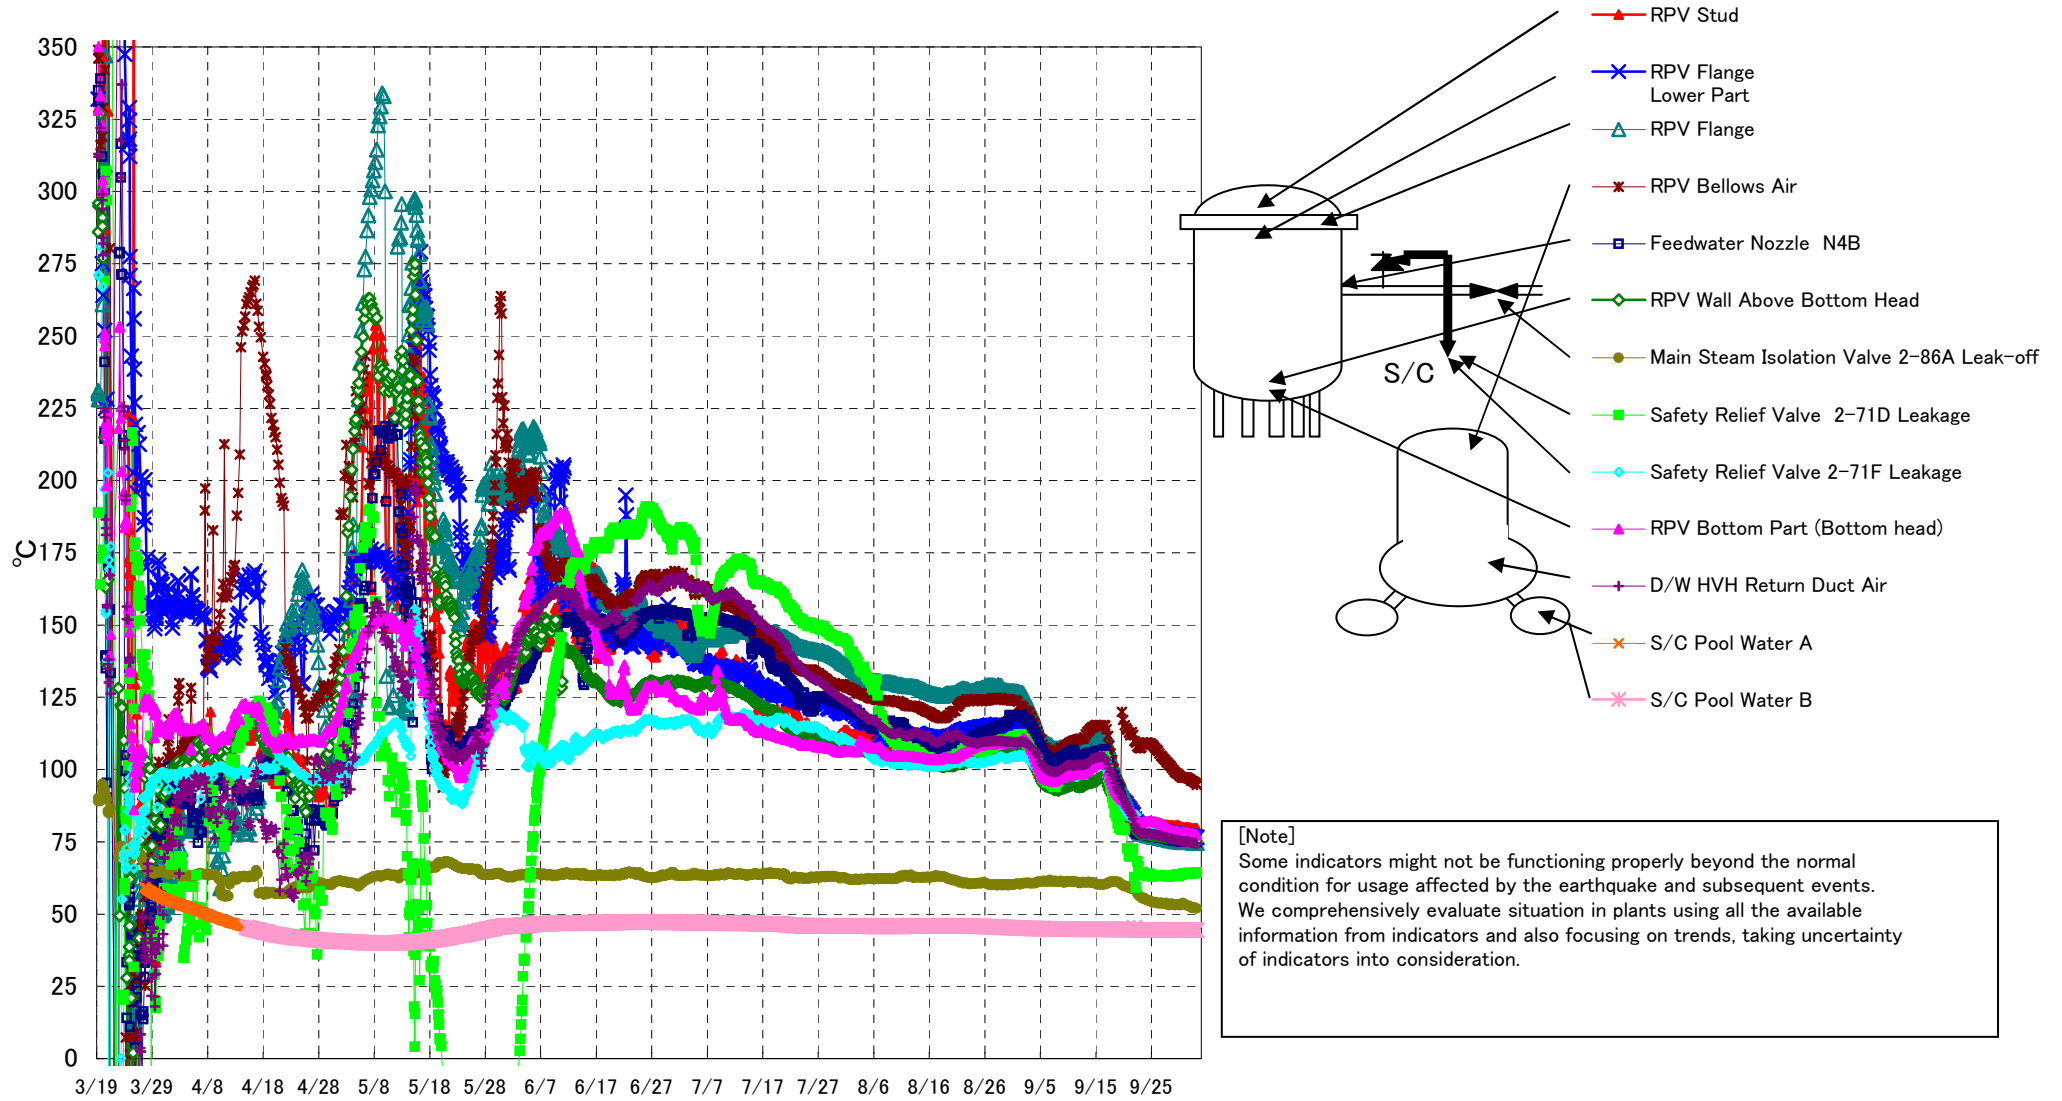 350
325
300
275
250
225
200
175
150
125
100
75
50
25
0
℃
3/19 3/29 4/8 4/18 4/28 5/8 5/18 5/28 6/7 6/17 6/27 7/7 7/17 7/27 8/6 8/16 8/26 9/5 9/15 9/25
S/C
RPV Stud
RPV Flange
Lower Part
RPV Flange
RPV Bellows Air
Feedwater Nozzle N4B
RPV Wall Above Bottom Head
Main Steam Isolation Valve 2-86A Leak-off
Safety Relief Valve 2-71D Leakage
Safety Relief Valve 2-71F Leakage
RPV Bottom Part (Bottom head)
D/W HVH Return Duct Air
S/C Pool Water A
S/C Pool Water B
[Note]
Some indicators might not be functioning properly beyond the normal
condition for usage affected by the earthquake and subsequent events.
We comprehensively evaluate situation in plants using all the available
information from indicators and also focusing on trends, taking uncertainty
of indicators into consideration.